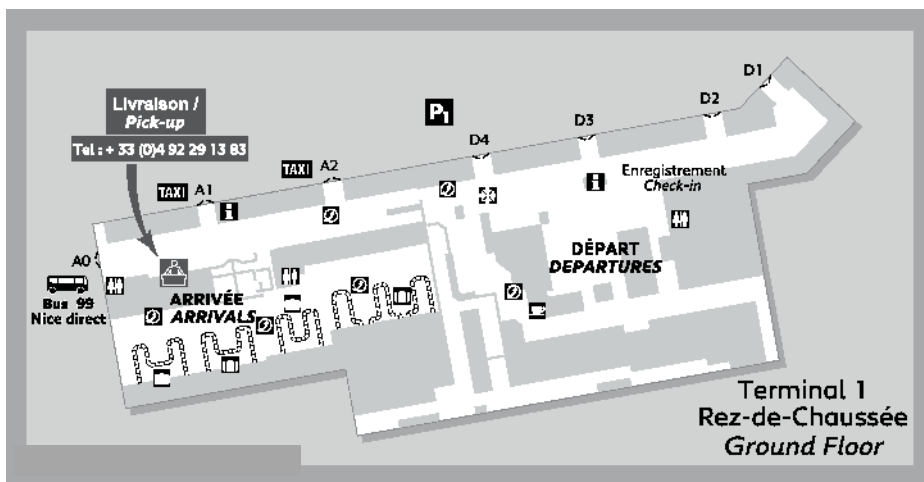 Livraison /
Pick-up
Tel : + 33 (0)4 92 29 13 83
D1
D2
D3
D4
P1
TAXI A2
TAXI A1
Enregistrement
Check-in
A0
DÉPART
DEPARTURES
Bus 99
Nice direct
ARRIVÉE
ARRIVALS
Terminal 1
Rez-de-Chaussée
Ground Floor